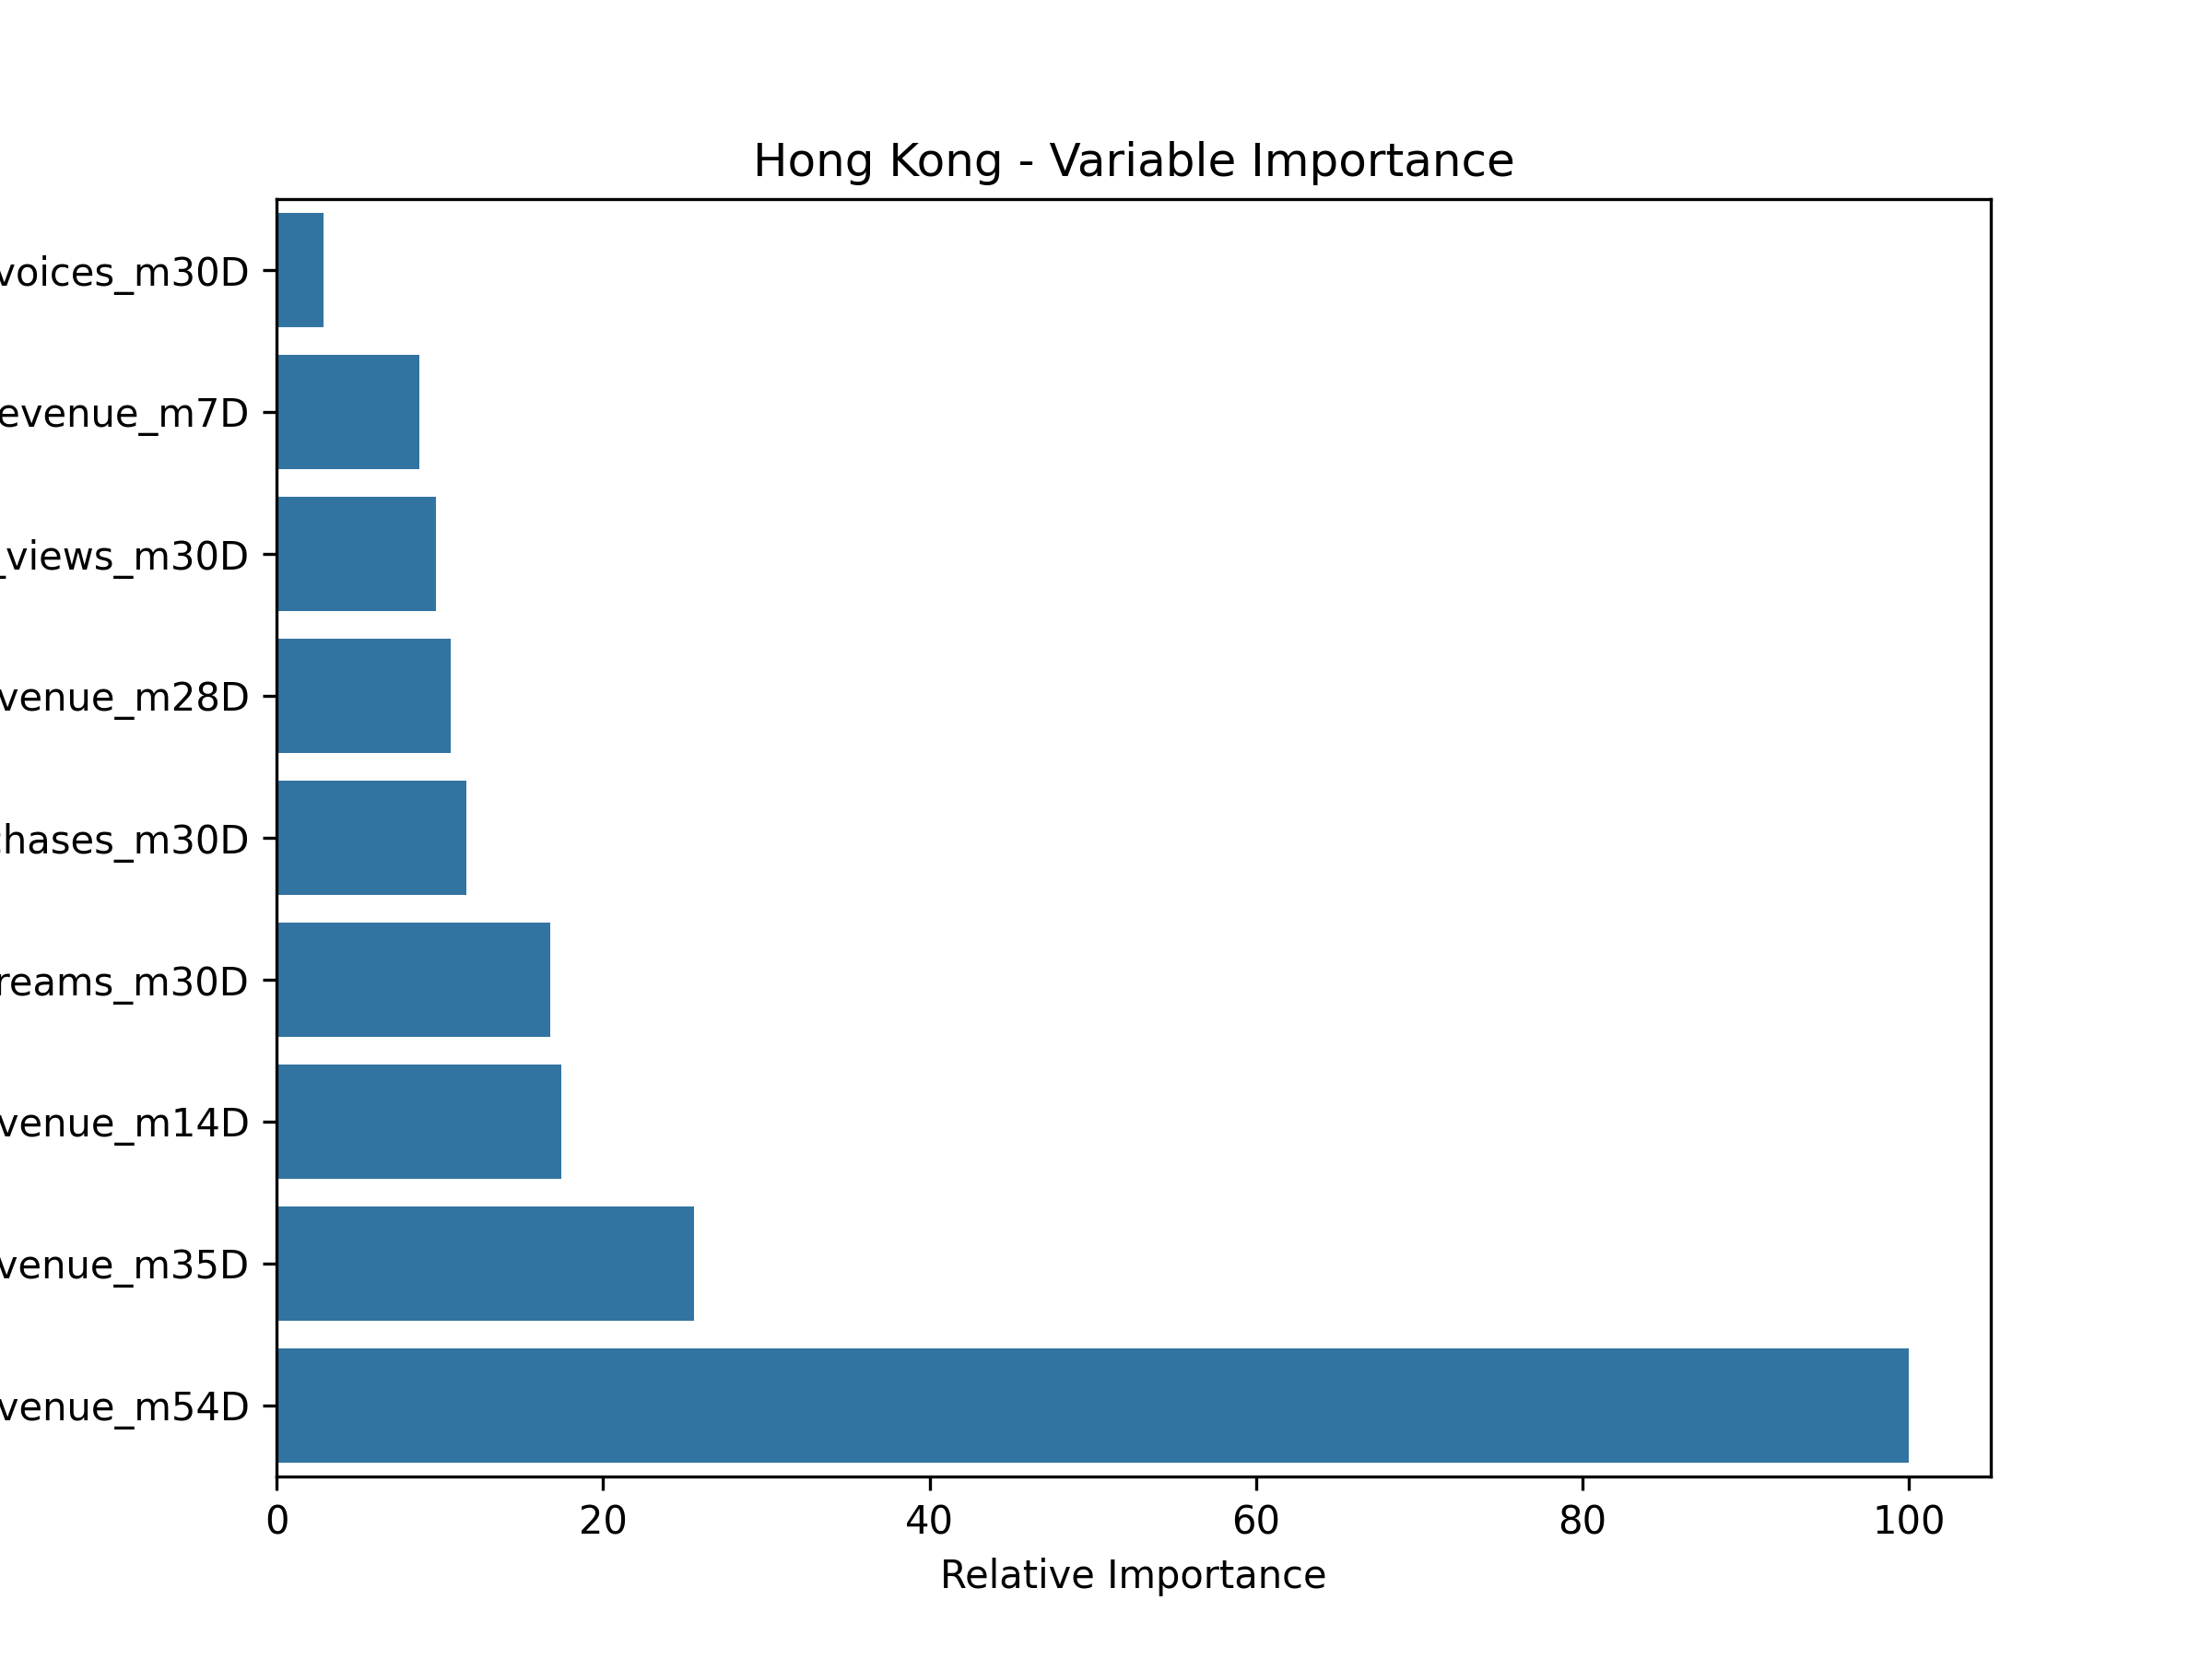 Hong Kong - Variable Importance
voices_m30D
evenue_m7D
_views_m30D
venue_m28D
hases_m30D
reams_m30D
venue_m14D
venue_m35D
venue_m54D
0 20 40 60 80 100
Relative Importance